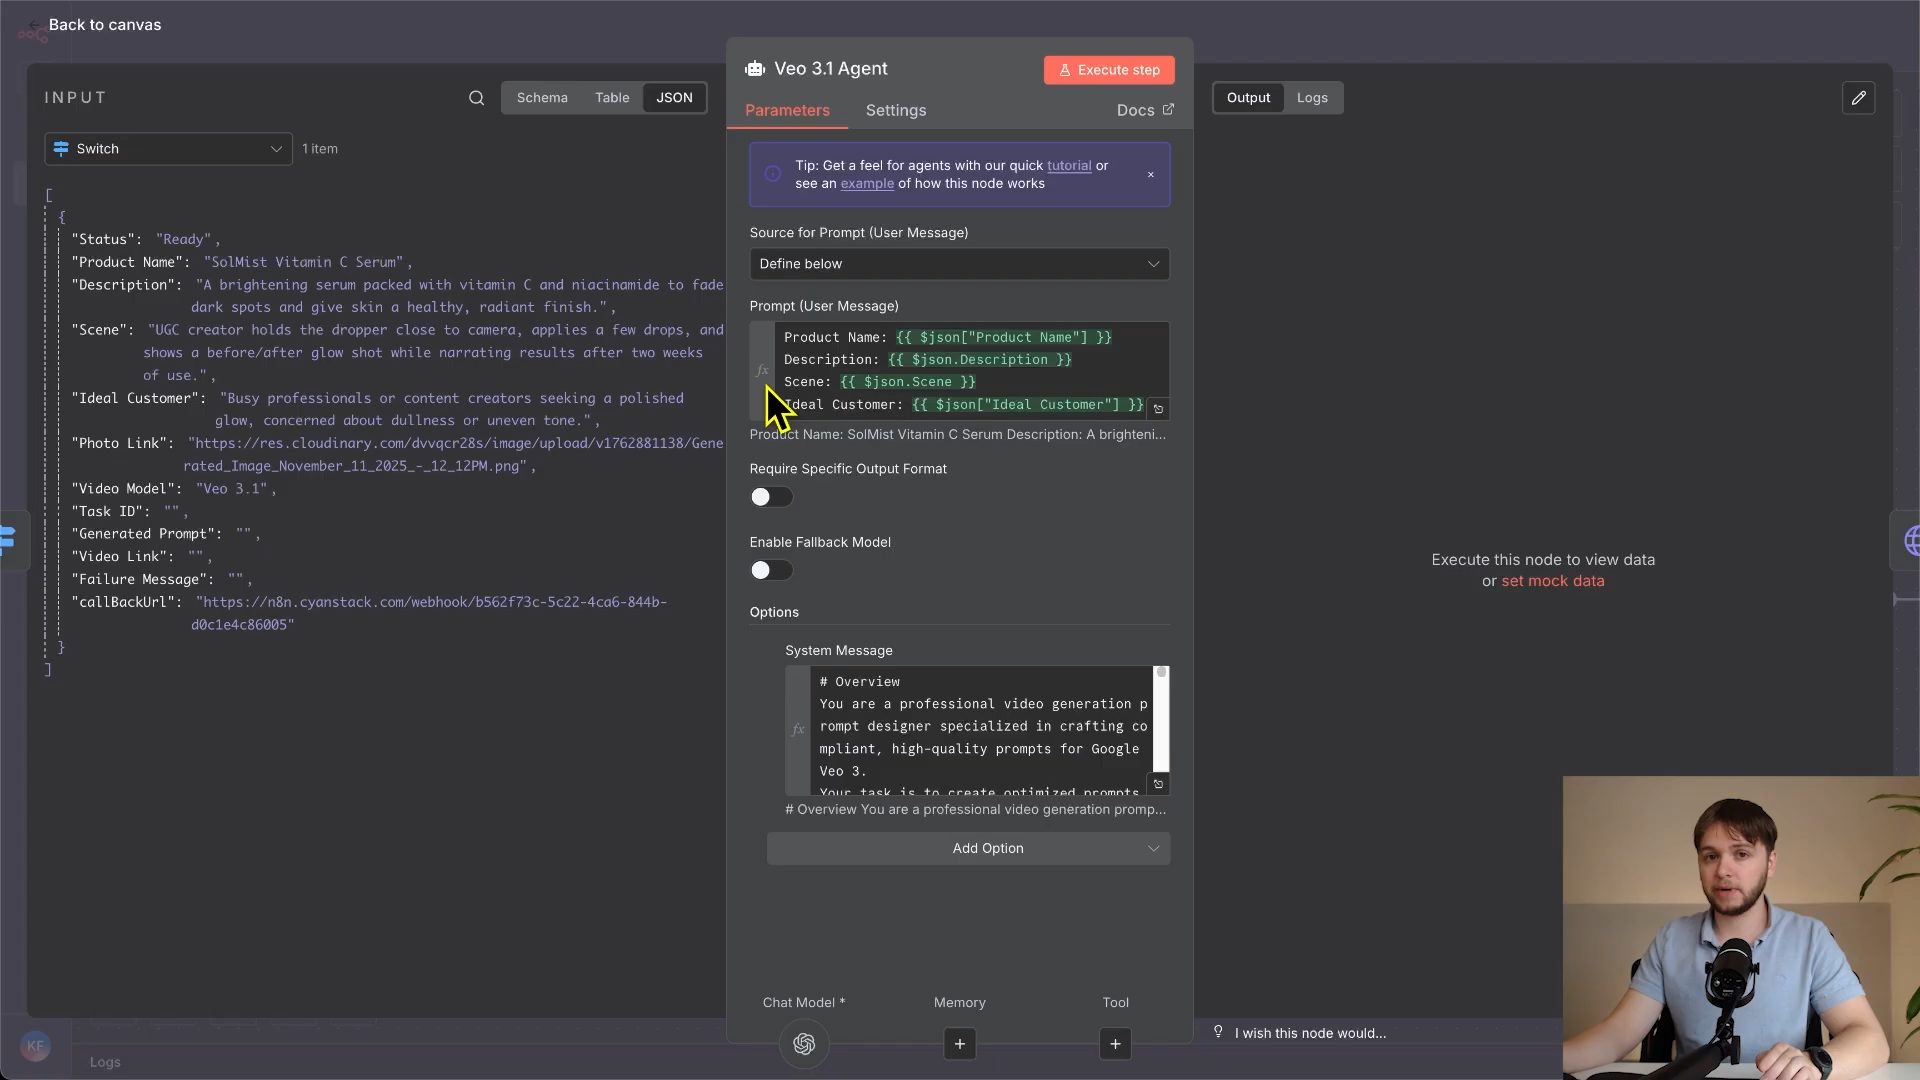 Back to canvas
INPUT
Schema
Table
JSON
Switch
1 item
[
{
"Status": "Ready",
"Product Name": "SolMist Vitamin C Serum",
"Description": "A brightening serum packed with vitamin C and niacinamide to fade
dark spots and give skin a healthy, radiant finish.",
"Scene": "UGC creator holds the dropper close to camera, applies a few drops, and
shows a before/after glow shot while narrating results after two weeks
of use.",
"Ideal Customer": "Busy professionals or content creators seeking a polished
glow, concerned about dullness or uneven tone.",
"Photo Link": "https://res.cloudinary.com/dvvqcr28s/image/upload/v1762881138/Gene
rated_Image_November_11_2025_-_12_12PM.png",
"Video Model": "Veo 3.1",
"Task ID": "",
"Generated Prompt": "",
"Video Link": "",
"Failure Message": "",
"callBackUrl": "https://n8n.cyanstack.com/webhook/b562f73c-5c22-4ca6-844b-
d0c1e4c86005"
}
]
KF
Logs
Veo 3.1 Agent
Execute step
Parameters
Settings
Docs
Tip: Get a feel for agents with our quick tutorial or
see an example of how this node works
×
Source for Prompt (User Message)
Define below
Prompt (User Message)
fx
Product Name: {{ $json["Product Name"] }}
Description: {{ $json.Description }}
Scene: {{ $json.Scene }}
Ideal Customer: {{ $json["Ideal Customer"] }}
Product Name: SolMist Vitamin C Serum Description: A brighteni...
Require Specific Output Format
Enable Fallback Model
Options
System Message
fx
# Overview
You are a professional video generation p
rompt designer specialized in crafting co
mpliant, high-quality prompts for Google
Veo 3.
Your task is to create optimized prompts
# Overview You are a professional video generation promp...
Add Option
Chat Model *
Memory
Tool
+
+
Output
Logs
Execute this node to view data
or set mock data
I wish this node would...